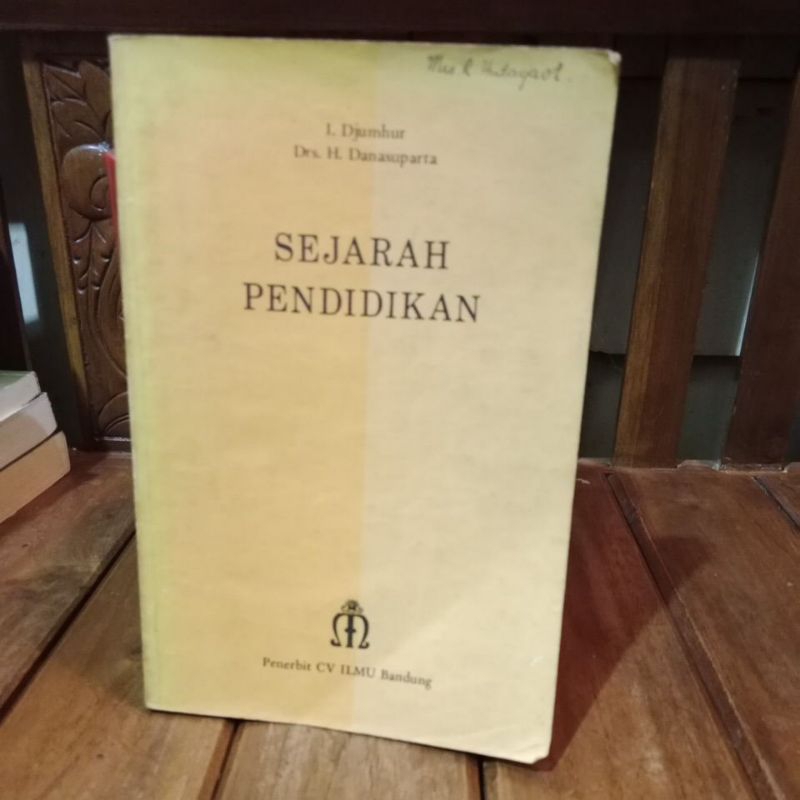 I. Djumhur
Drs. H. Danasuparta
SEJARAH
PENDIDIKAN
Penerbit CV ILMU Bandung